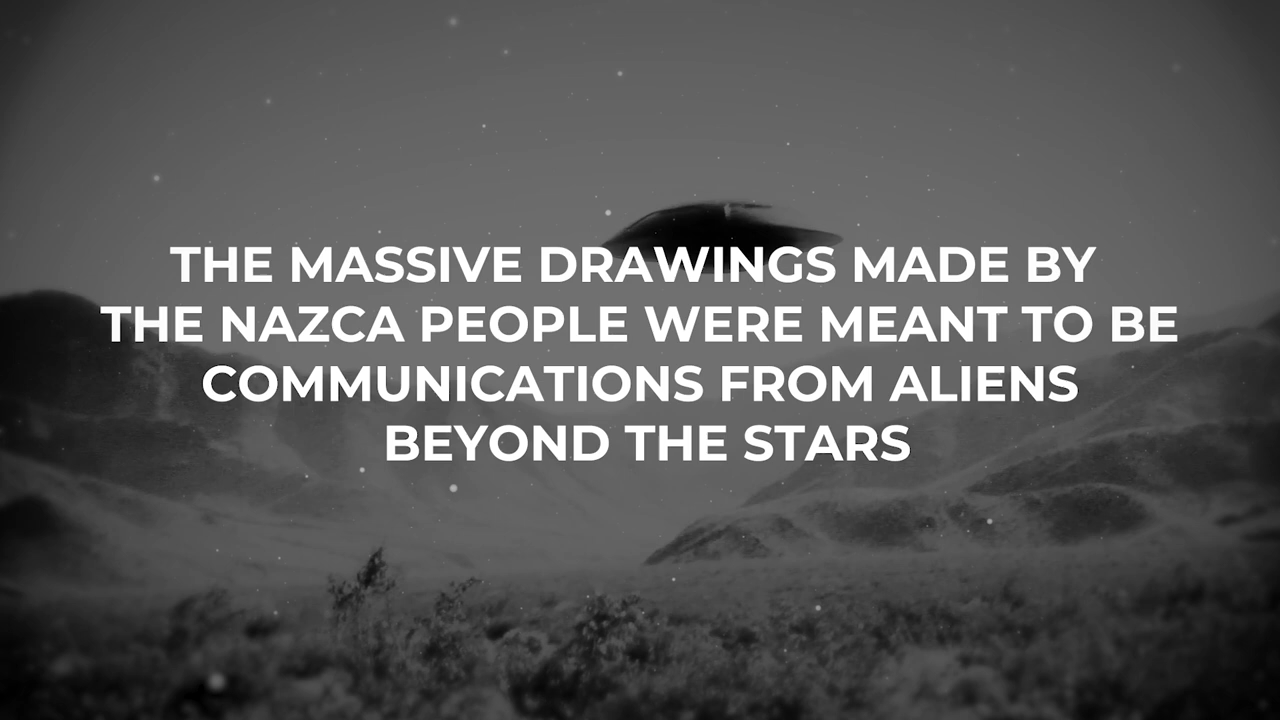 THE MASSIVE DRAWINGS MADE BY
THE NAZCA PEOPLE WERE MEANT TO BE
COMMUNICATIONS FROM ALIENS
BEYOND THE STARS